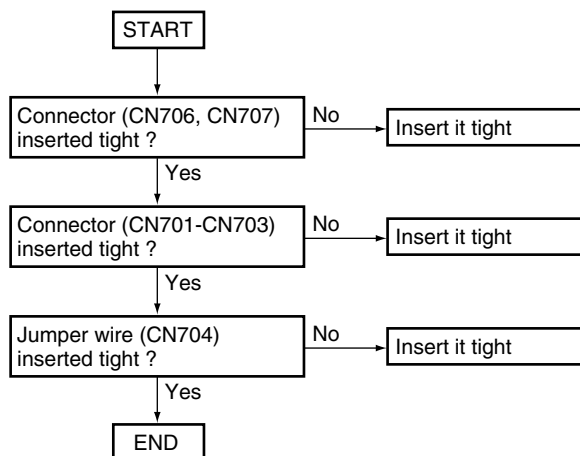 START
Connector (CN706, CN707)
inserted tight ?
No
Insert it tight
Yes
Connector (CN701-CN703)
inserted tight ?
No
Insert it tight
Yes
Jumper wire (CN704)
inserted tight ?
No
Insert it tight
Yes
END